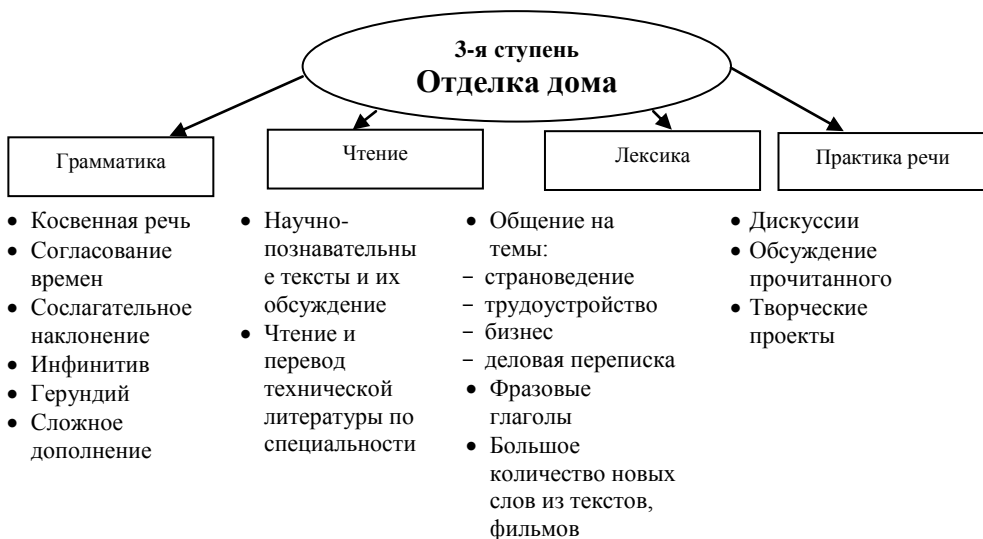 3-я ступень
Отделка дома
Грамматика
Чтение
Лексика
Практика речи
• Косвенная речь
• Согласование
времен
• Сослагательное
наклонение
• Инфинитив
• Герундий
• Сложное
дополнение
• Научно-
познавательны
е тексты и их
обсуждение
• Чтение и
перевод
технической
литературы по
специальности
• Общение на
темы:
– страноведение
– трудоустройство
– бизнес
– деловая переписка
• Фразовые
глаголы
• Большое
количество новых
слов из текстов,
фильмов
• Дискуссии
• Обсуждение
прочитанного
• Творческие
проекты